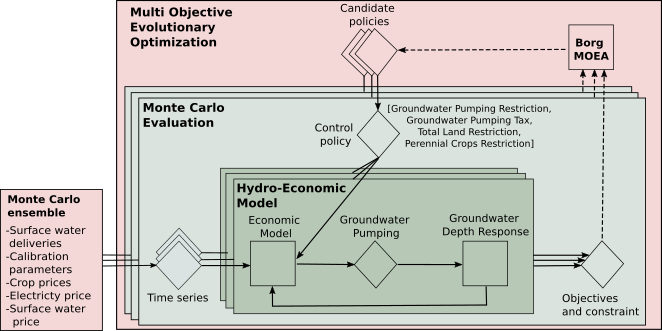 Multi Objective
Evolutionary
Optimization
Candidate
policies
Borg
MOEA
Monte Carlo
Evaluation
Control
policy
[Groundwater Pumping Restriction,
Groundwater Pumping Tax,
Total Land Restriction,
Perennial Crops Restriction]
Hydro-Economic
Model
Economic
Model
Groundwater
Pumping
Groundwater
Depth Response
Monte Carlo
ensemble
-Surface water
deliveries
-Calibration
parameters
-Crop prices
-Electricty price
-Surface water
price
Time series
Objectives
and constraint